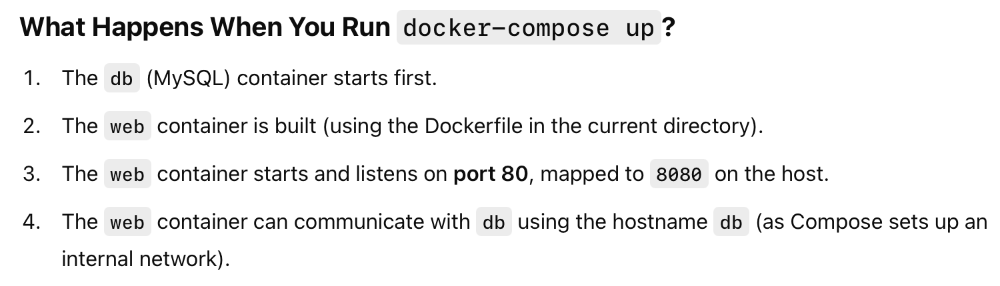 What Happens When You Run docker-compose up?
1. The db (MySQL) container starts first.
2. The web container is built (using the Dockerfile in the current directory).
3. The web container starts and listens on port 80, mapped to 8080 on the host.
4. The web container can communicate with db using the hostname db (as Compose sets up an
internal network).